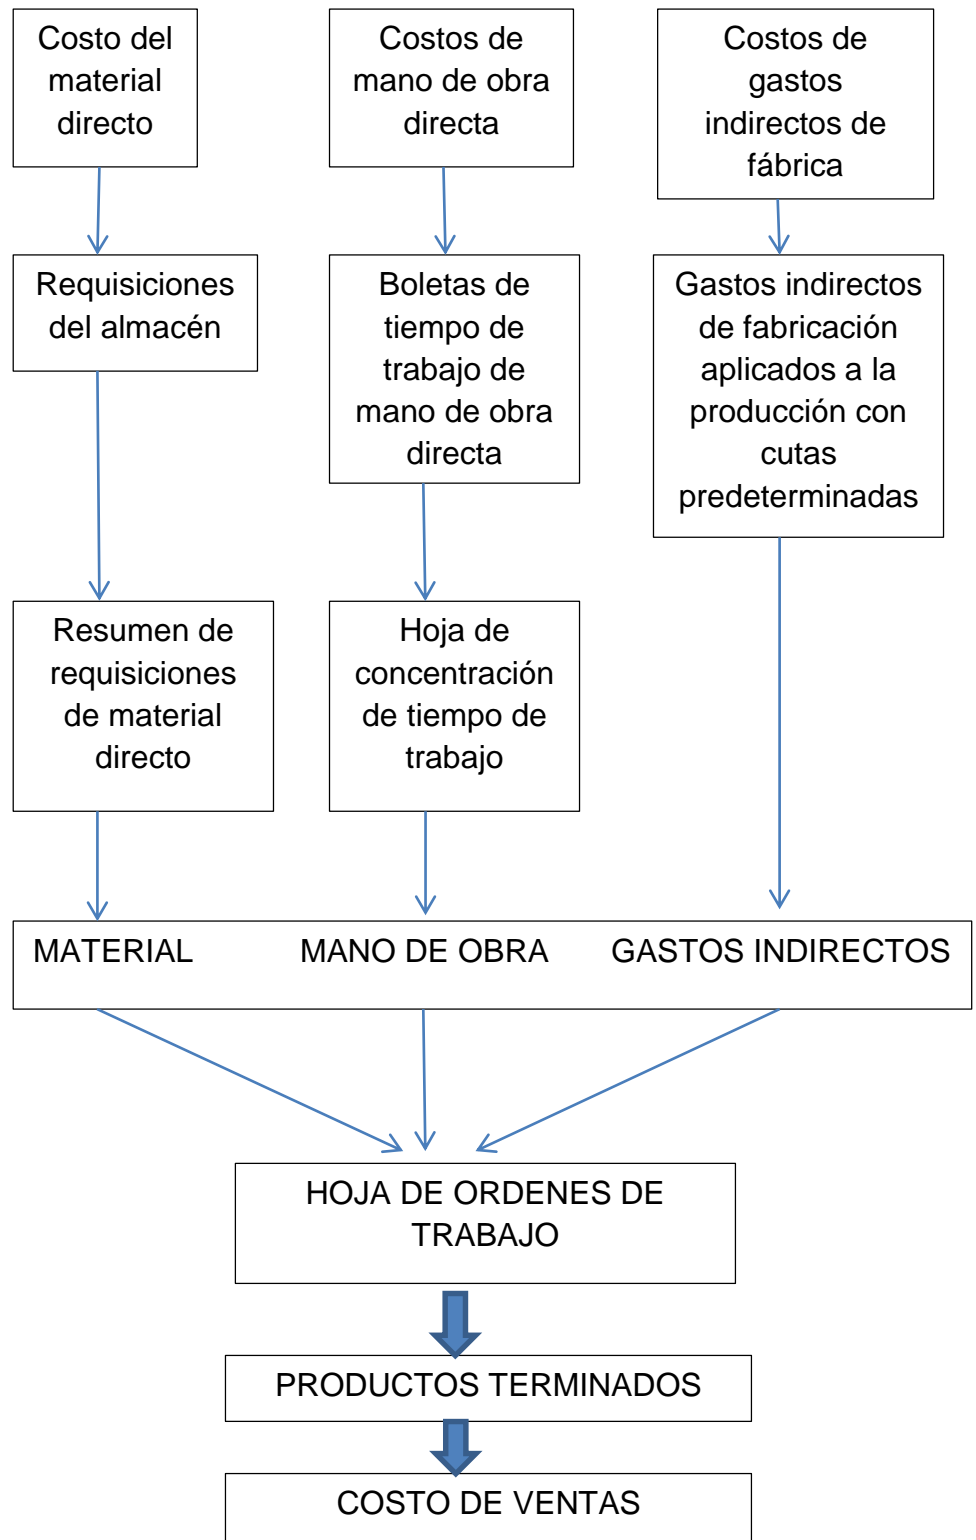 Costo del
material
directo
Costos de
mano de obra
directa
Costos de
gastos
indirectos de
fábrica
Requisiciones
del almacén
Boletas de
tiempo de
trabajo de
mano de obra
directa
Gastos indirectos
de fabricación
aplicados a la
producción con
cutas
predeterminadas
Resumen de
requisiciones
de material
directo
Hoja de
concentración
de tiempo de
trabajo
MATERIAL MANO DE OBRA GASTOS INDIRECTOS
HOJA DE ORDENES DE
TRABAJO
PRODUCTOS TERMINADOS
COSTO DE VENTAS